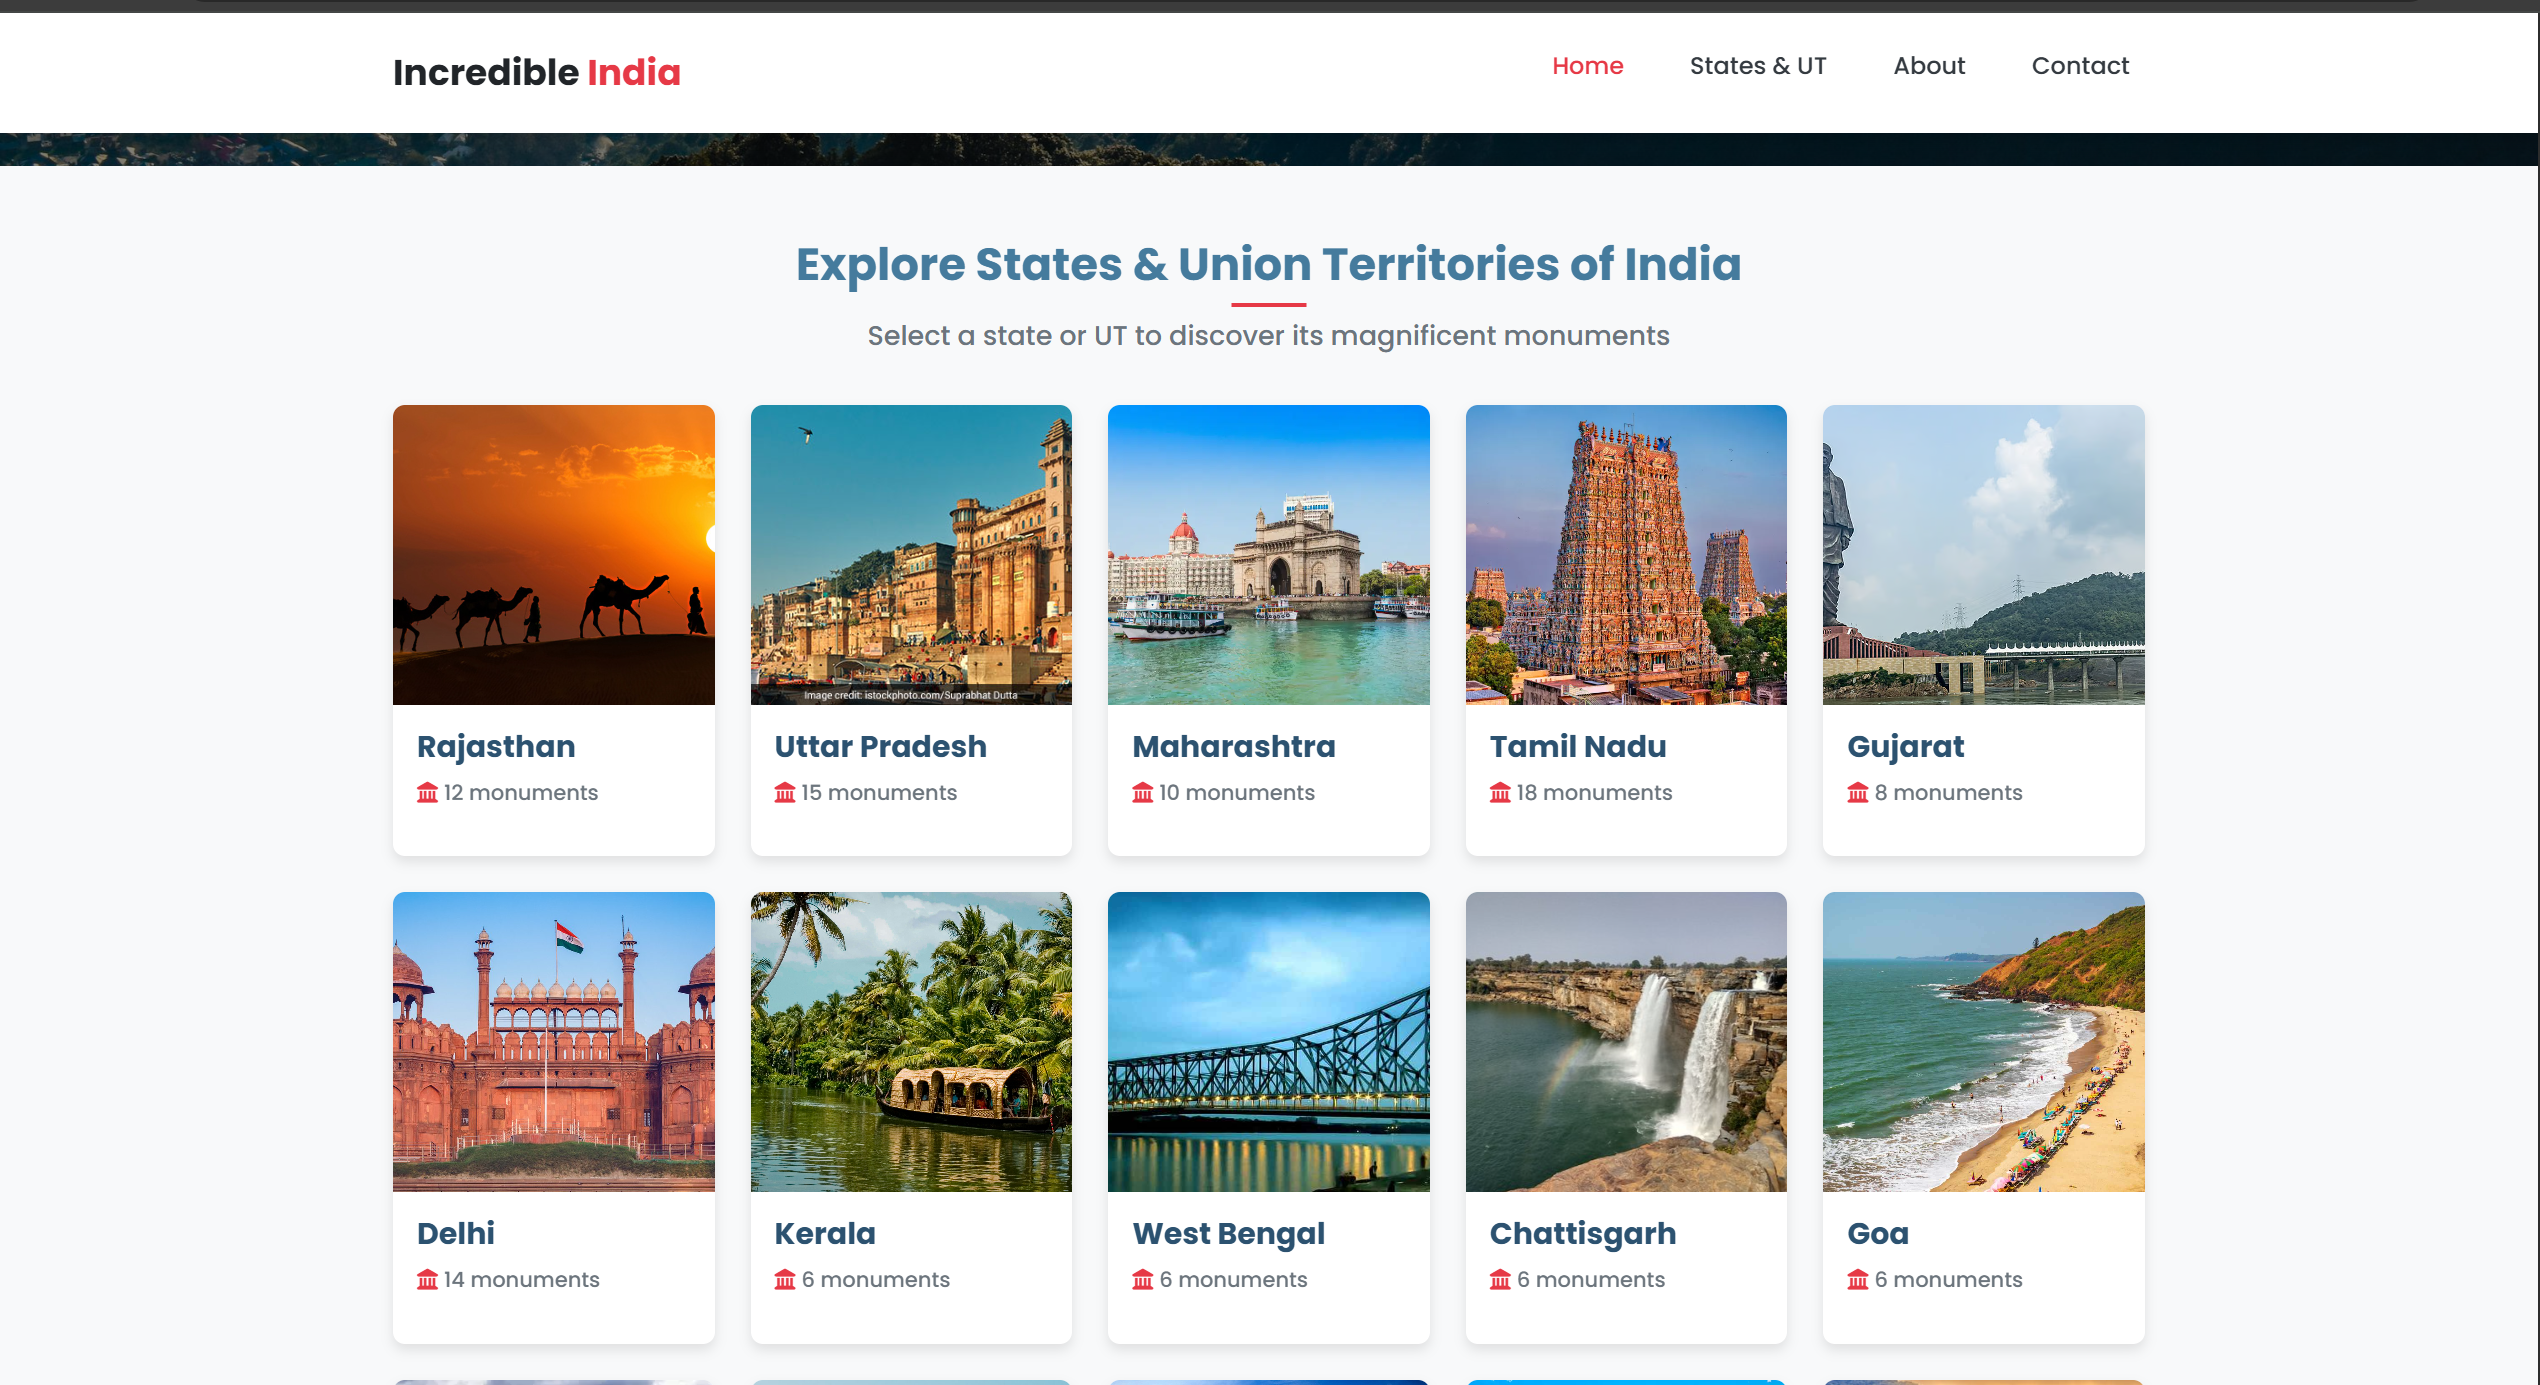 Incredible India
Home
States & UT
About
Contact
Explore States & Union Territories of India
Select a state or UT to discover its magnificent monuments
Image credit: istockphoto.com/Suprabhat Dutta
Rajasthan
12 monuments
Uttar Pradesh
15 monuments
Maharashtra
10 monuments
Tamil Nadu
18 monuments
Gujarat
8 monuments
Delhi
14 monuments
Kerala
6 monuments
West Bengal
6 monuments
Chattisgarh
6 monuments
Goa
6 monuments